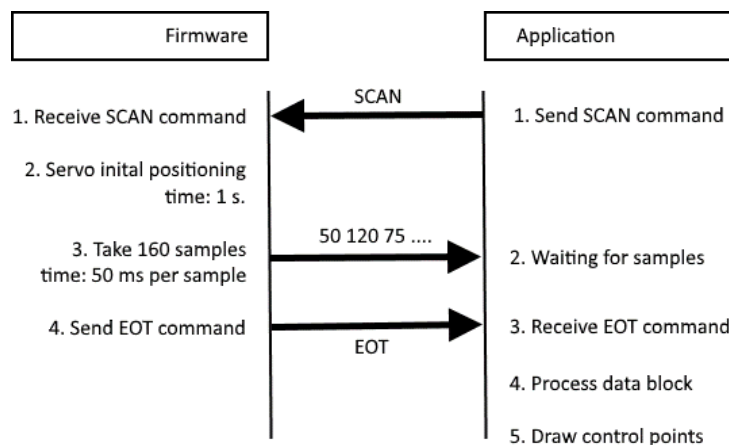 Firmware
Application
SCAN
1. Receive SCAN command
1. Send SCAN command
2. Servo inital positioning
time: 1 s.
50 120 75 ....
3. Take 160 samples
time: 50 ms per sample
2. Waiting for samples
4. Send EOT command
3. Receive EOT command
EOT
4. Process data block
5. Draw control points